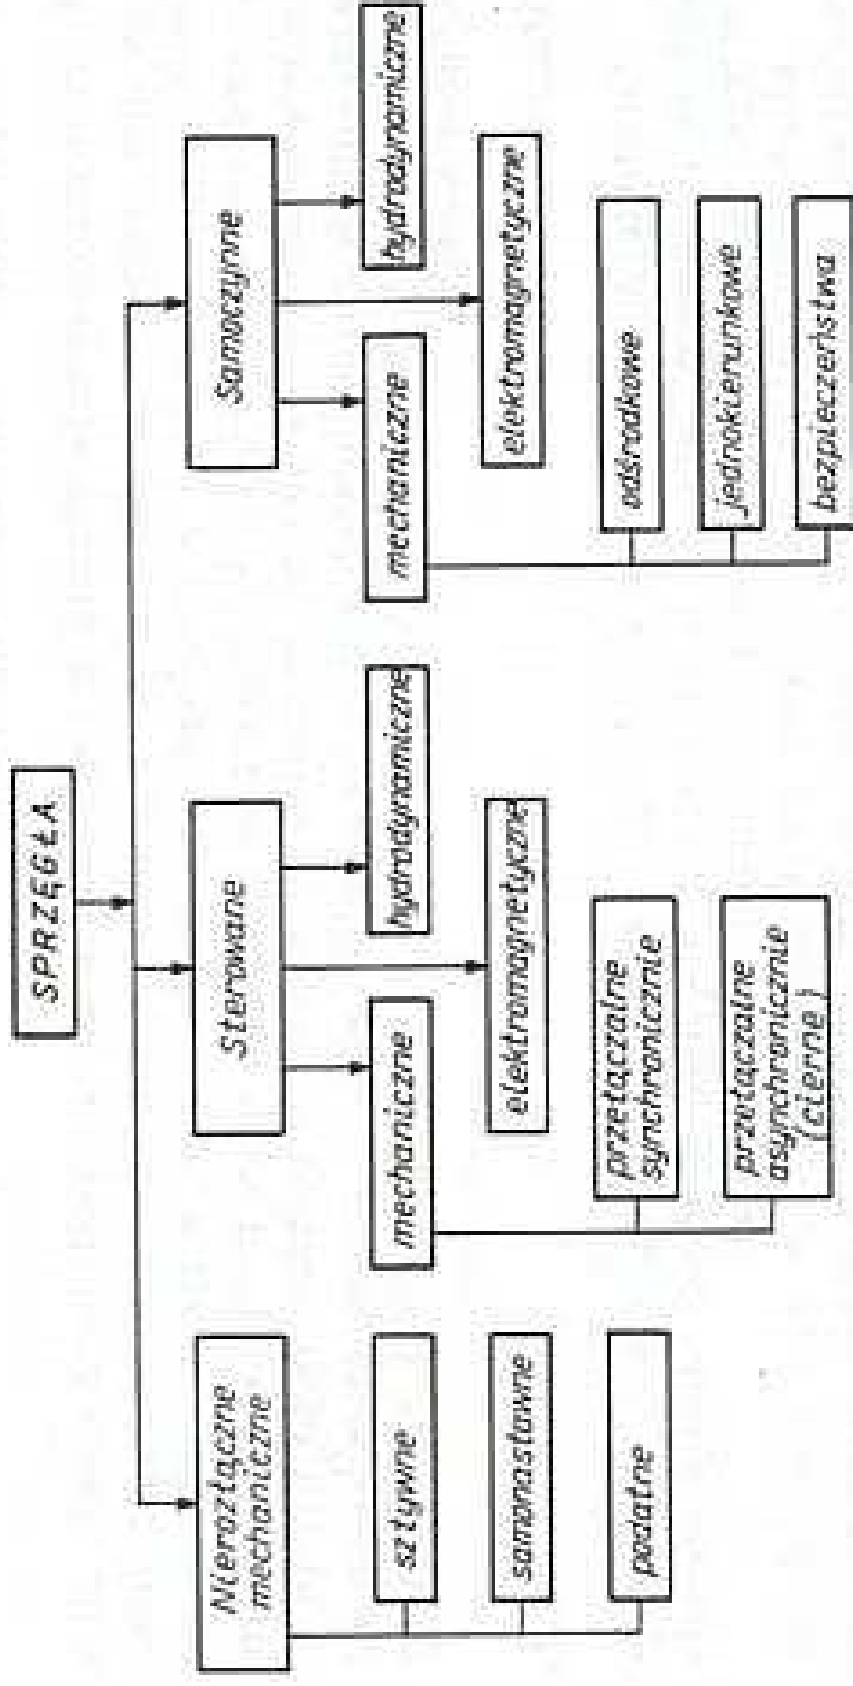 SPRZĘGŁA
Nierozłączne
mechaniczne
sztywne
samonastawne
podatne
Sterowane
mechaniczne
elektromagnetyczne
hydrodynamiczne
przełączalne
synchronicznie
przełączalne
asynchronicznie
(cierne)
Samoczynne
mechaniczne
elektromagnetyczne
hydrodynamiczne
odśrodkowe
jednokierunkowe
bezpieczeństwa